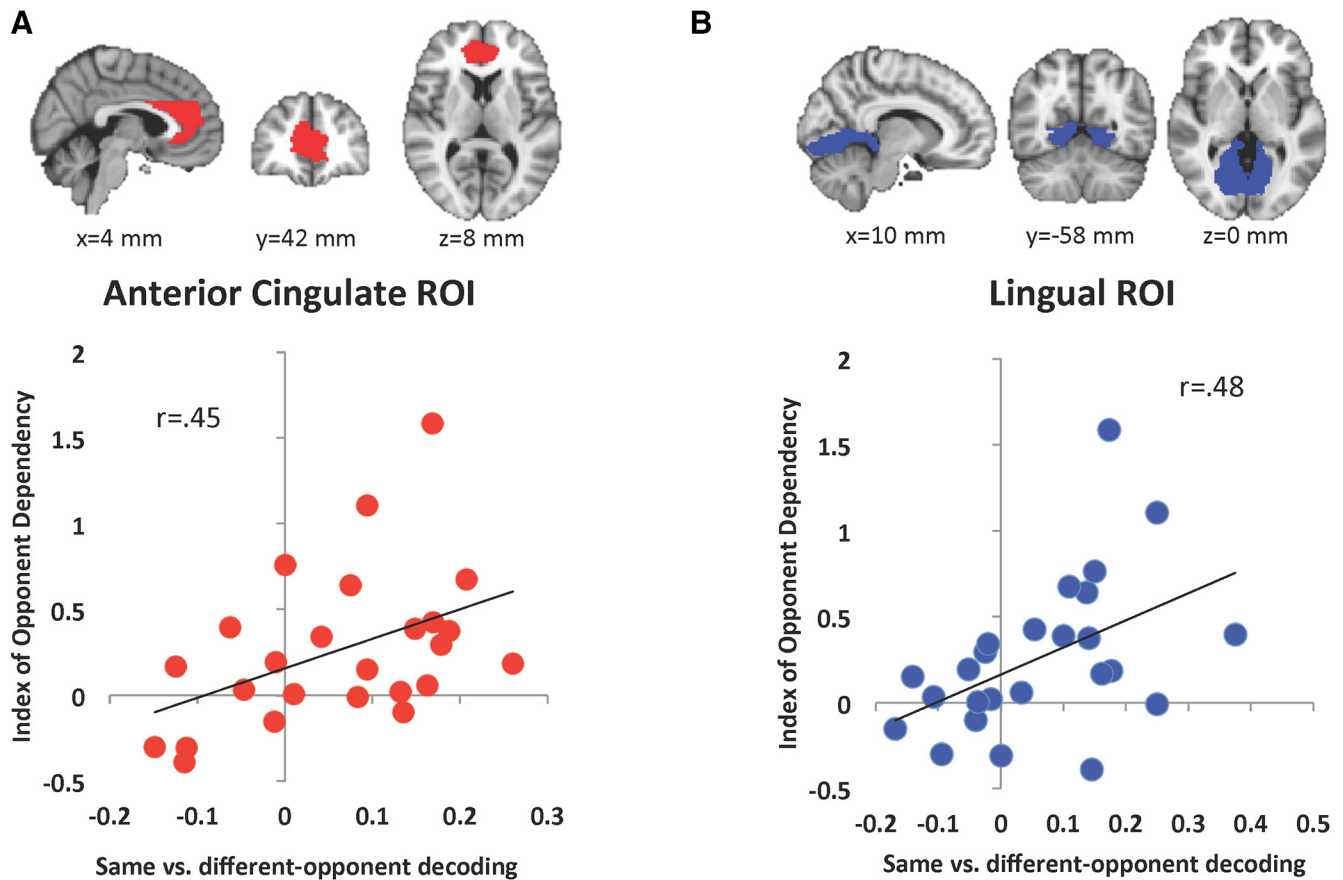 A
x=4 mm y=42 mm z=8 mm
Anterior Cingulate ROI
r=.45
Index of Opponent Dependency
2
1.5
1
0.5
0
-0.5
-0.2 -0.1 0 0.1 0.2 0.3
Same vs. different-opponent decoding
B
x=10 mm y=-58 mm z=0 mm
Lingual ROI
r=.48
Index of Opponent Dependency
2
1.5
1
0.5
0
-0.5
-0.2 -0.1 0 0.1 0.2 0.3 0.4 0.5
Same vs. different-opponent decoding